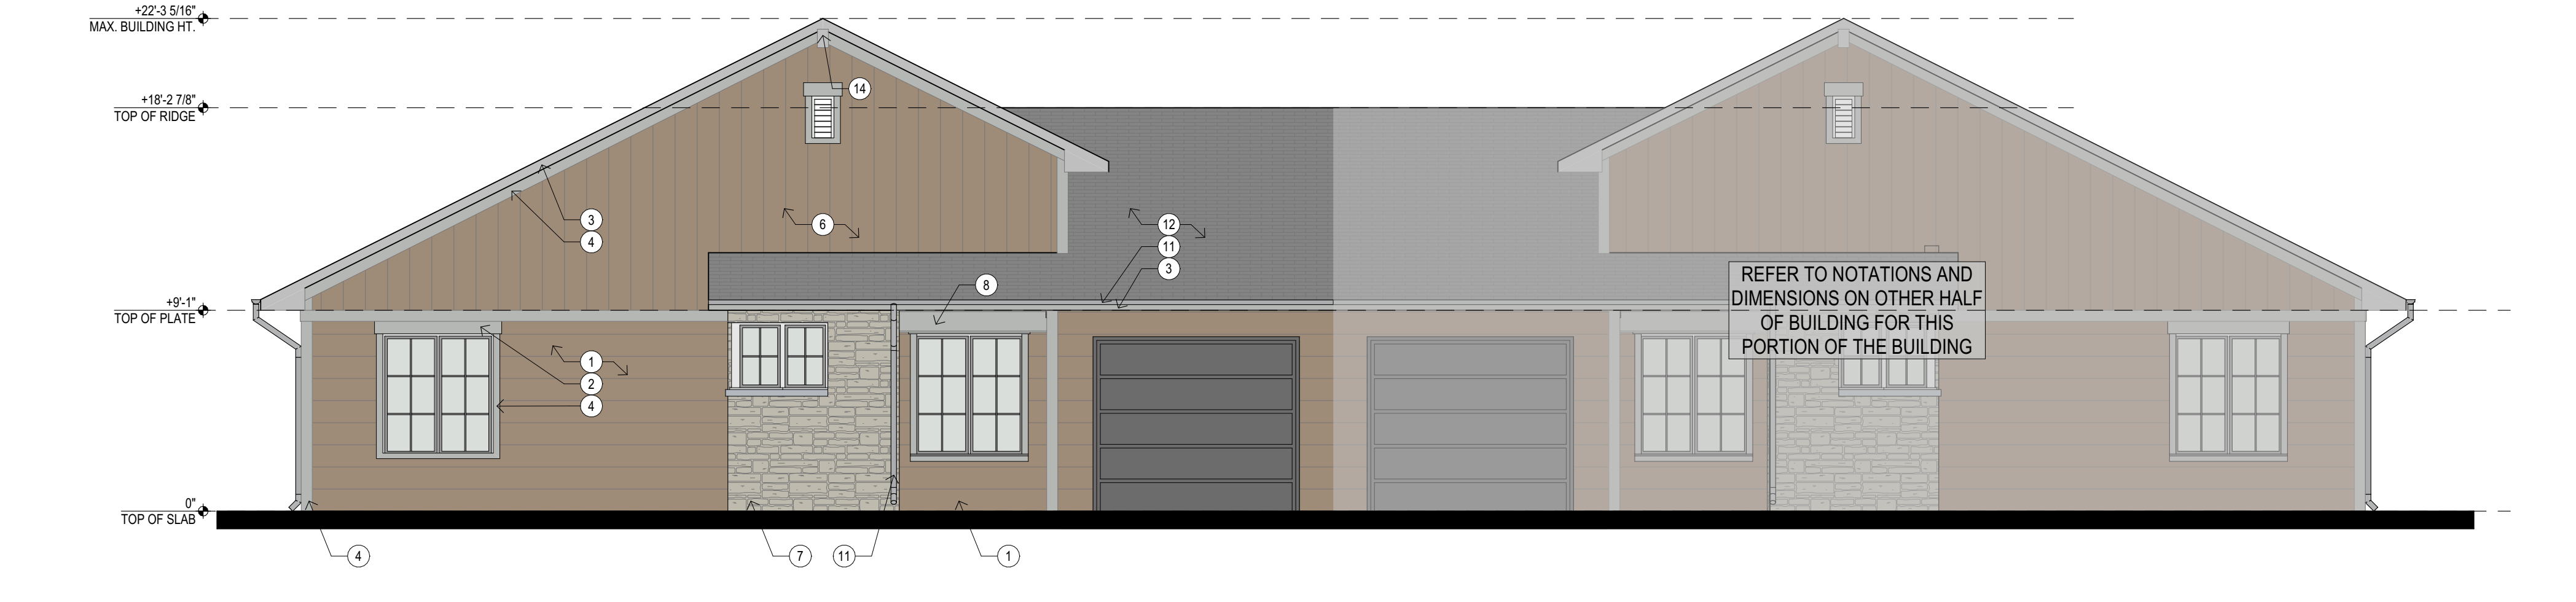 +22'-3 5/16"
MAX. BUILDING HT.
14
+18'-2 7/8"
TOP OF RIDGE
3
4
6
12
11
3
8
REFER TO NOTATIONS AND
DIMENSIONS ON OTHER HALF
OF BUILDING FOR THIS
PORTION OF THE BUILDING
+9'-1"
TOP OF PLATE
1
2
4
0"
TOP OF SLAB
4
7
11
1